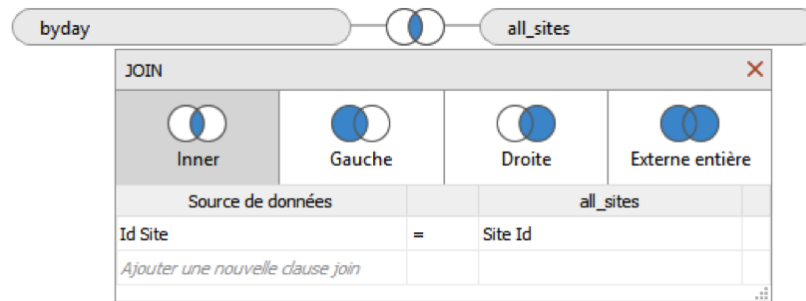 byday all_sites
JOIN
Inner Gauche Droite Externe entière
Source de données all_sites
Id Site = Site Id
Ajouter une nouvelle clause join